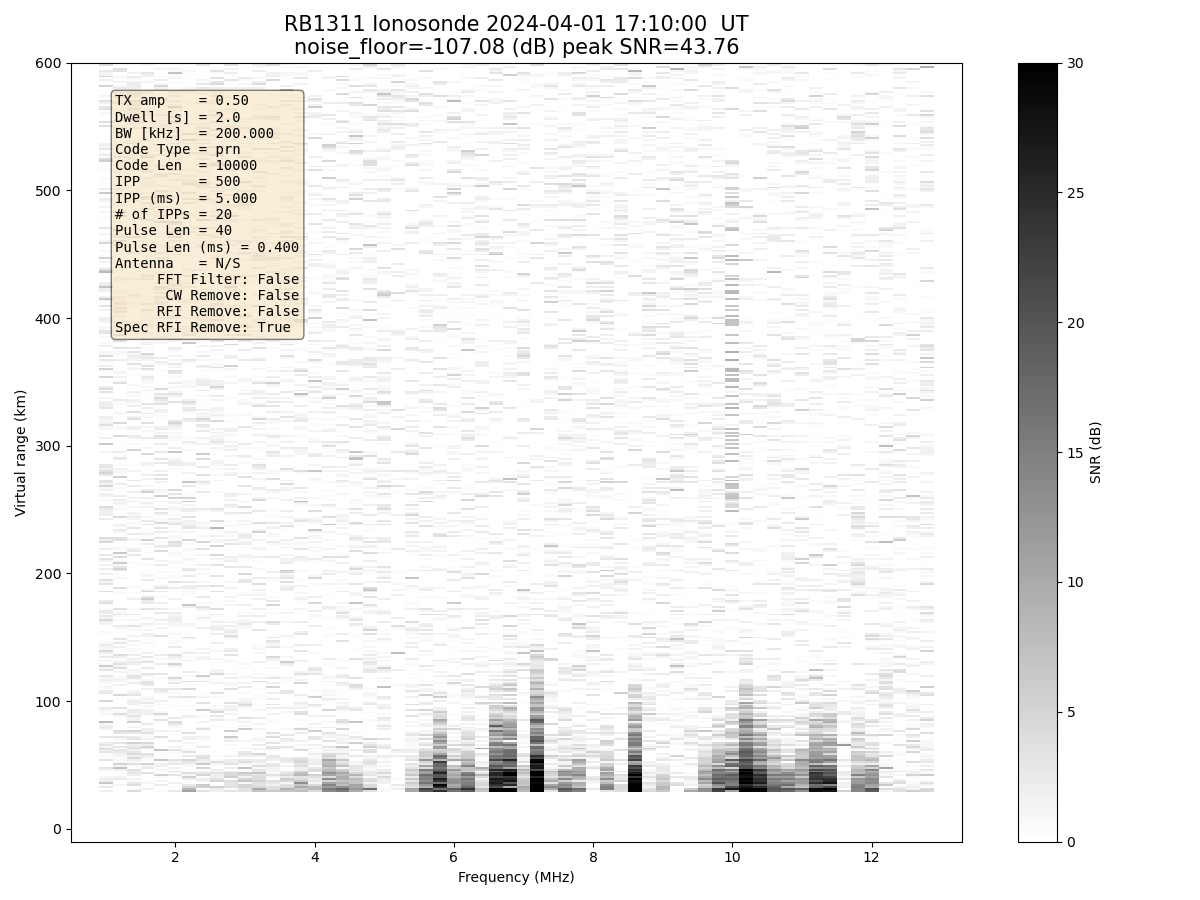 RB1311 Ionosonde 2024-04-01 17:10:00  UT
noise_floor=-107.08 (dB) peak SNR=43.76
TX amp    = 0.50
Dwell [s] = 2.0
BW [kHz]  = 200.000
Code Type = prn
Code Len  = 10000
IPP       = 500
IPP (ms)  = 5.000
# of IPPs = 20
Pulse Len = 40
Pulse Len (ms) = 0.400
Antenna   = N/S
FFT Filter: False
CW Remove: False
RFI Remove: False
Spec RFI Remove: True
600
500
400
300
200
100
0
Virtual range (km)
2
4
6
8
10
12
Frequency (MHz)
30
25
20
15
10
5
0
SNR (dB)